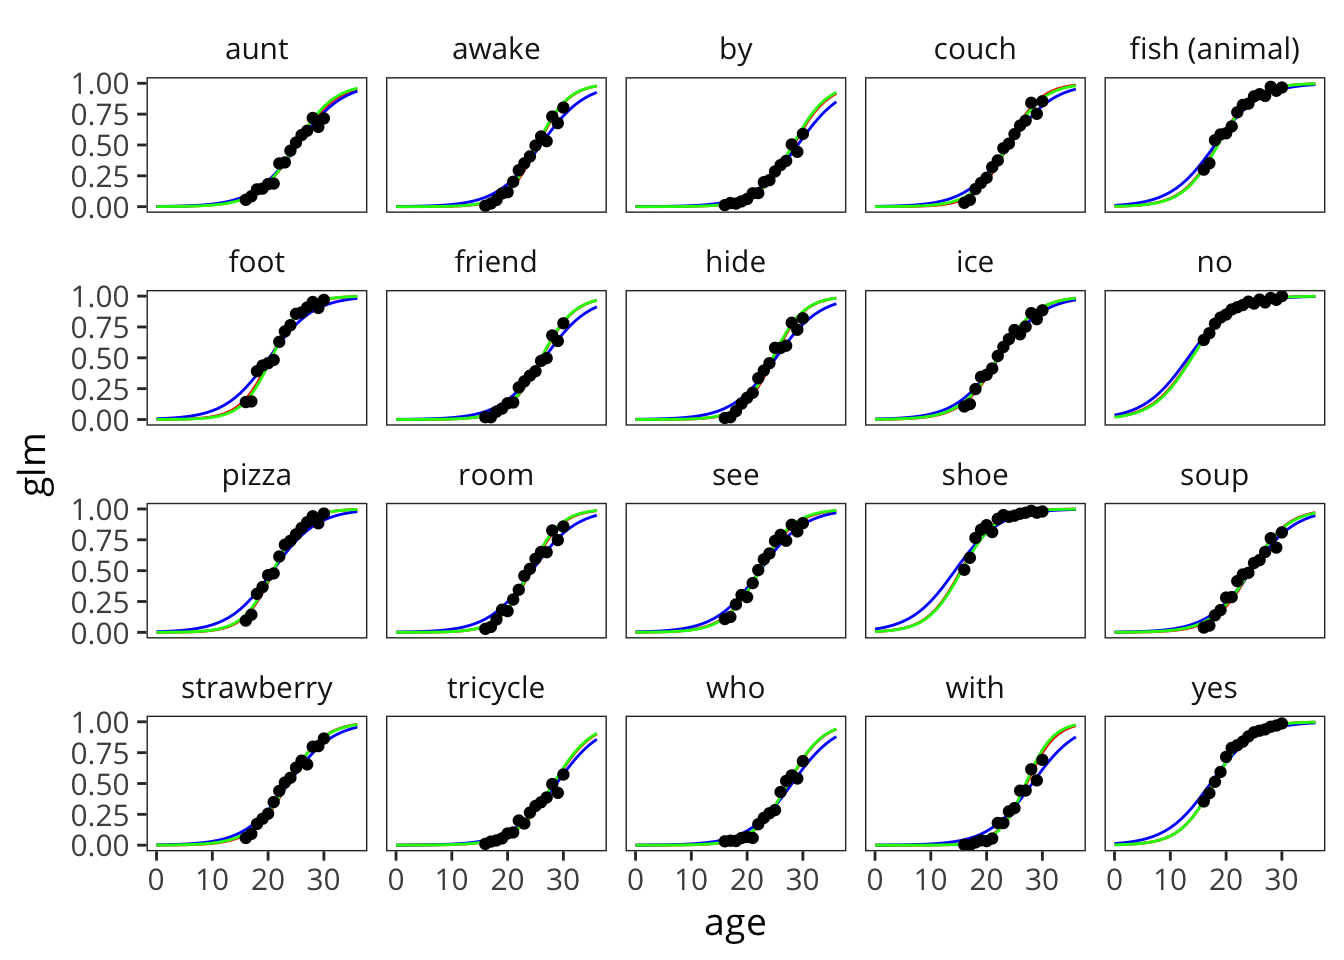 aunt awake by couch fish (animal)
1.00
0.75
0.50
0.25
0.00
foot friend hide ice no
1.00
0.75
0.50
0.25
0.00
glm
pizza room see shoe soup
1.00
0.75
0.50
0.25
0.00
strawberry tricycle who with yes
1.00
0.75
0.50
0.25
0.00
0 10 20 30 0 10 20 30 0 10 20 30 0 10 20 30 0 10 20 30
age